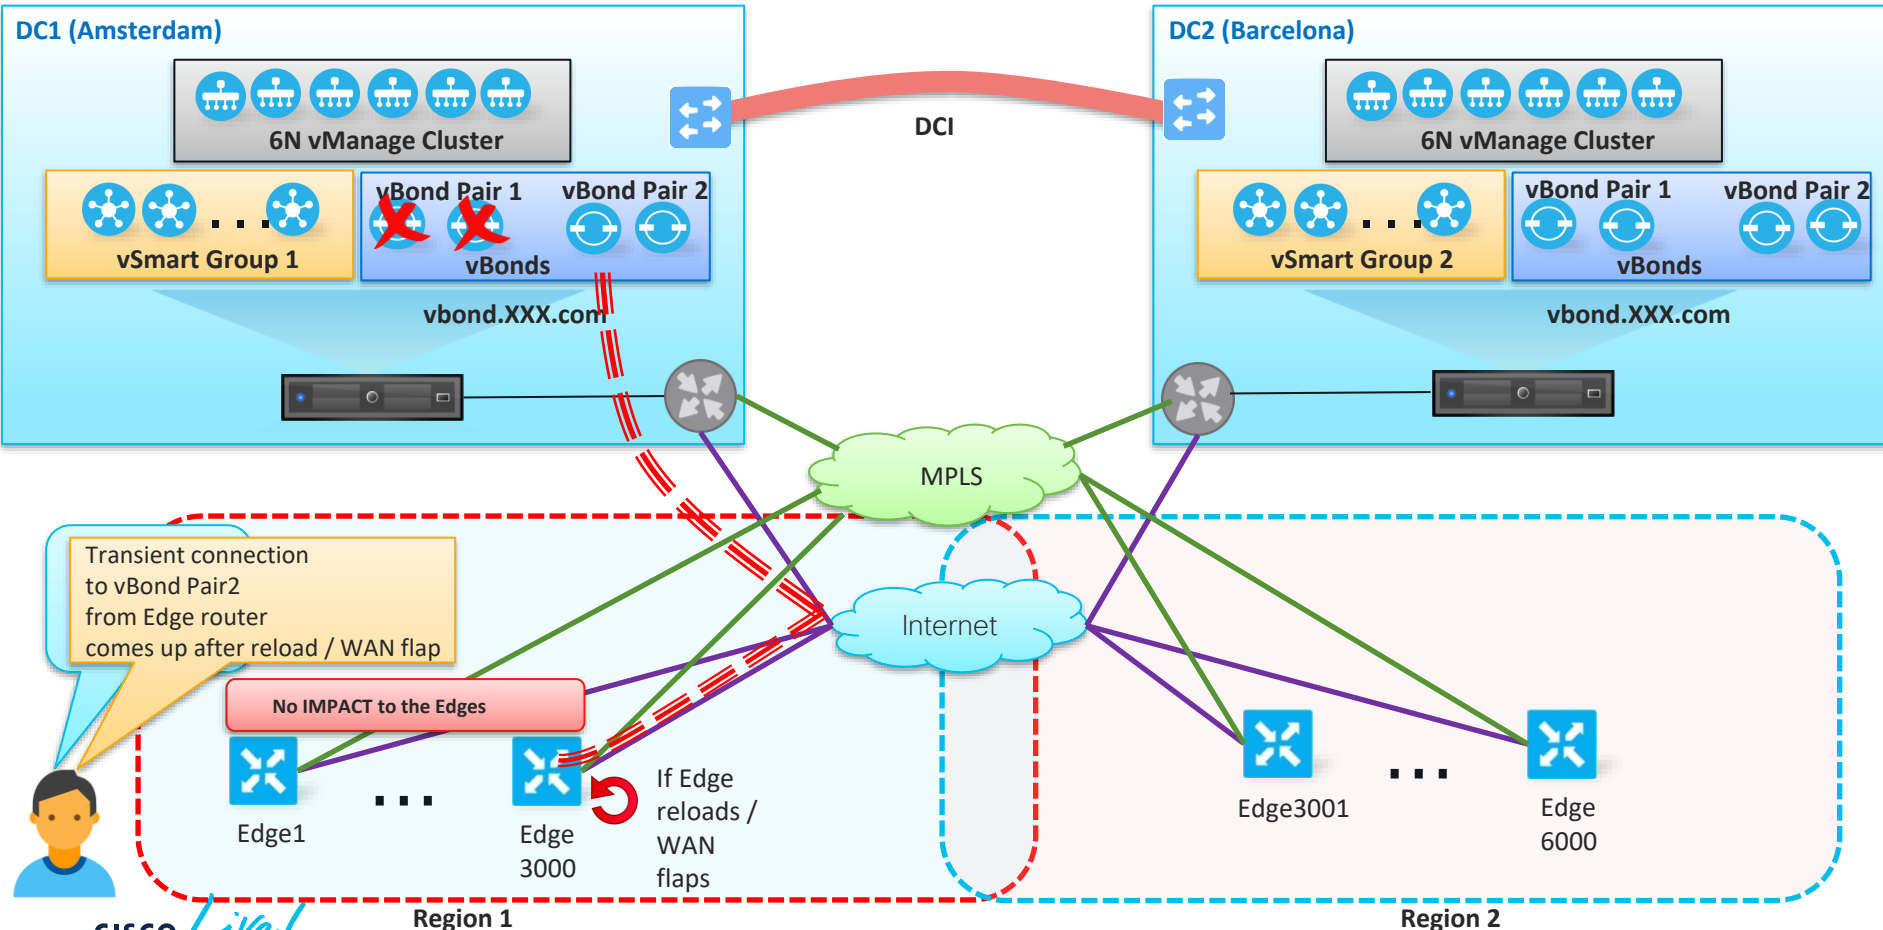 DC1 (Amsterdam)
6N vManage Cluster
vSmart Group 1
vBond Pair 1
vBond Pair 2
vBonds
vbond.XXX.com
DCI
DC2 (Barcelona)
6N vManage Cluster
vSmart Group 2
vBond Pair 1
vBond Pair 2
vBonds
vbond.XXX.com
MPLS
Internet
Transient connection
to vBond Pair2
from Edge router
comes up after reload / WAN flap
No IMPACT to the Edges
Edge1
...
Edge
3000
If Edge
reloads /
WAN
flaps
Edge3001
...
Edge
6000
Region 1
Region 2
CISCO Live!